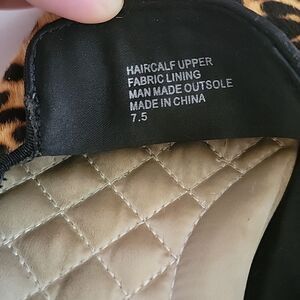 HAIRCALF UPPER
FABRIC LINING
MAN MADE OUTSOLE
MADE IN CHINA
7.5